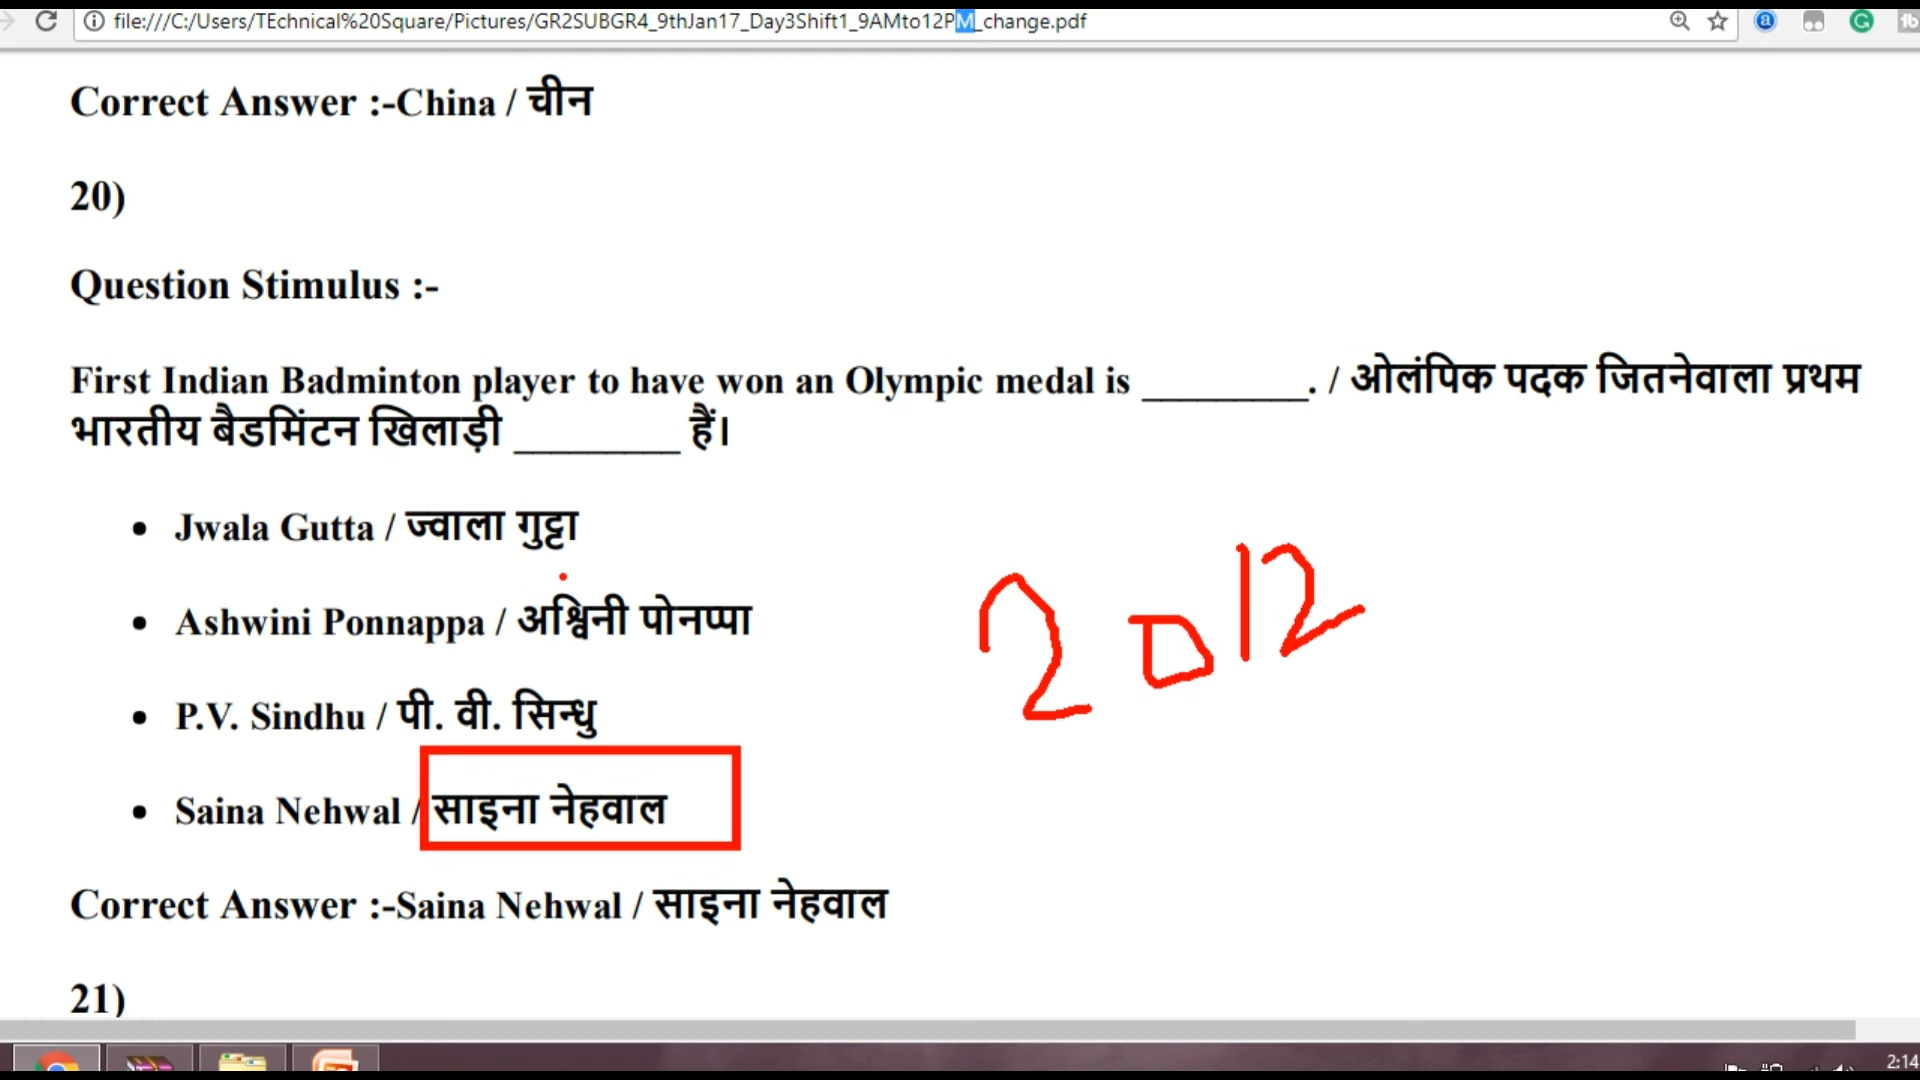 file:///C:/Users/TEchnical%20Square/Pictures/GR2SUBGR4_9thJan17_Day3Shift1_9AMto12PM_change.pdf
Correct Answer :-China / चीन
20)
Question Stimulus :-
First Indian Badminton player to have won an Olympic medal is _________. / ओलंपिक पदक जितनेवाला प्रथम
भारतीय बैडमिंटन खिलाड़ी _________ हैं।
• Jwala Gutta / ज्वाला गुट्टा
• Ashwini Ponnappa / अश्विनी पोनप्पा
2012
• P.V. Sindhu / पी. वी. सिन्धु
• Saina Nehwal / साइना नेहवाल
Correct Answer :-Saina Nehwal / साइना नेहवाल
21)
2:14